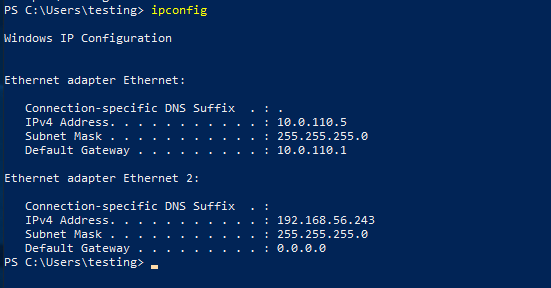 PS C:\Users\testing> ipconfig
Windows IP Configuration
Ethernet adapter Ethernet:
Connection-specific DNS Suffix  . : .
IPv4 Address. . . . . . . . . . . : 10.0.110.5
Subnet Mask . . . . . . . . . . . : 255.255.255.0
Default Gateway . . . . . . . . . : 10.0.110.1
Ethernet adapter Ethernet 2:
Connection-specific DNS Suffix  . :
IPv4 Address. . . . . . . . . . . : 192.168.56.243
Subnet Mask . . . . . . . . . . . : 255.255.255.0
Default Gateway . . . . . . . . . : 0.0.0.0
PS C:\Users\testing>